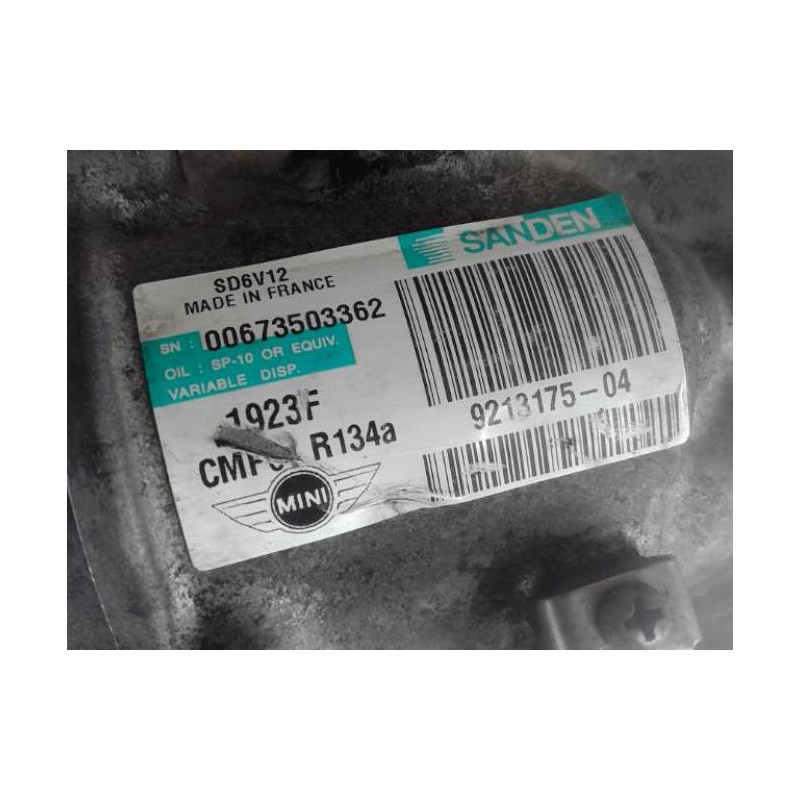 SANDEN
SD6V12
MADE IN FRANCE
SN : 00673503362
OIL : SP-10 OR EQUIV.
VARIABLE DISP.
1923F
R134a
9213175-04
MINI